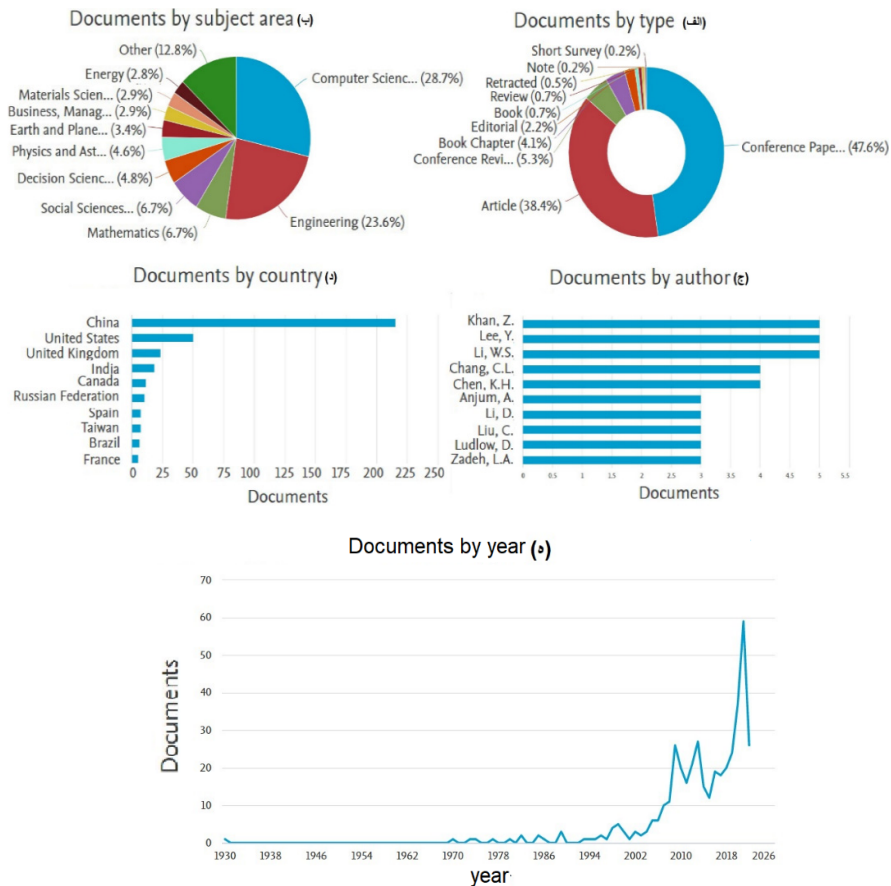 Documents by subject area (ب)
Other (12.8%)
Energy (2.8%)
Materials Scien... (2.9%)
Business, Manag... (2.9%)
Earth and Plane... (3.4%)
Physics and Ast... (4.6%)
Decision Scienc... (4.8%)
Social Sciences... (6.7%)
Mathematics (6.7%)
Computer Scienc... (28.7%)
Engineering (23.6%)
Documents by type (الف)
Short Survey (0.2%)
Note (0.2%)
Retracted (0.5%)
Review (0.7%)
Book (0.7%)
Editorial (2.2%)
Book Chapter (4.1%)
Conference Revi... (5.3%)
Article (38.4%)
Conference Pape... (47.6%)
Documents by country (د)
China
United States
United Kingdom
India
Canada
Russian Federation
Spain
Taiwan
Brazil
France
0 25 50 75 100 125 150 175 200 225 250
Documents
Documents by author (ج)
Khan, Z.
Lee, Y.
Li, W.S.
Chang, C.L.
Chen, K.H.
Anjum, A.
Li, D.
Liu, C.
Ludlow, D.
Zadeh, L.A.
0 0.5 1 1.5 2 2.5 3 3.5 4 4.5 5 5.5
Documents
Documents by year (ه)
70
60
50
40
30
20
10
0
Documents
1930 1938 1946 1954 1962 1970 1978 1986 1994 2002 2010 2018 2026
year